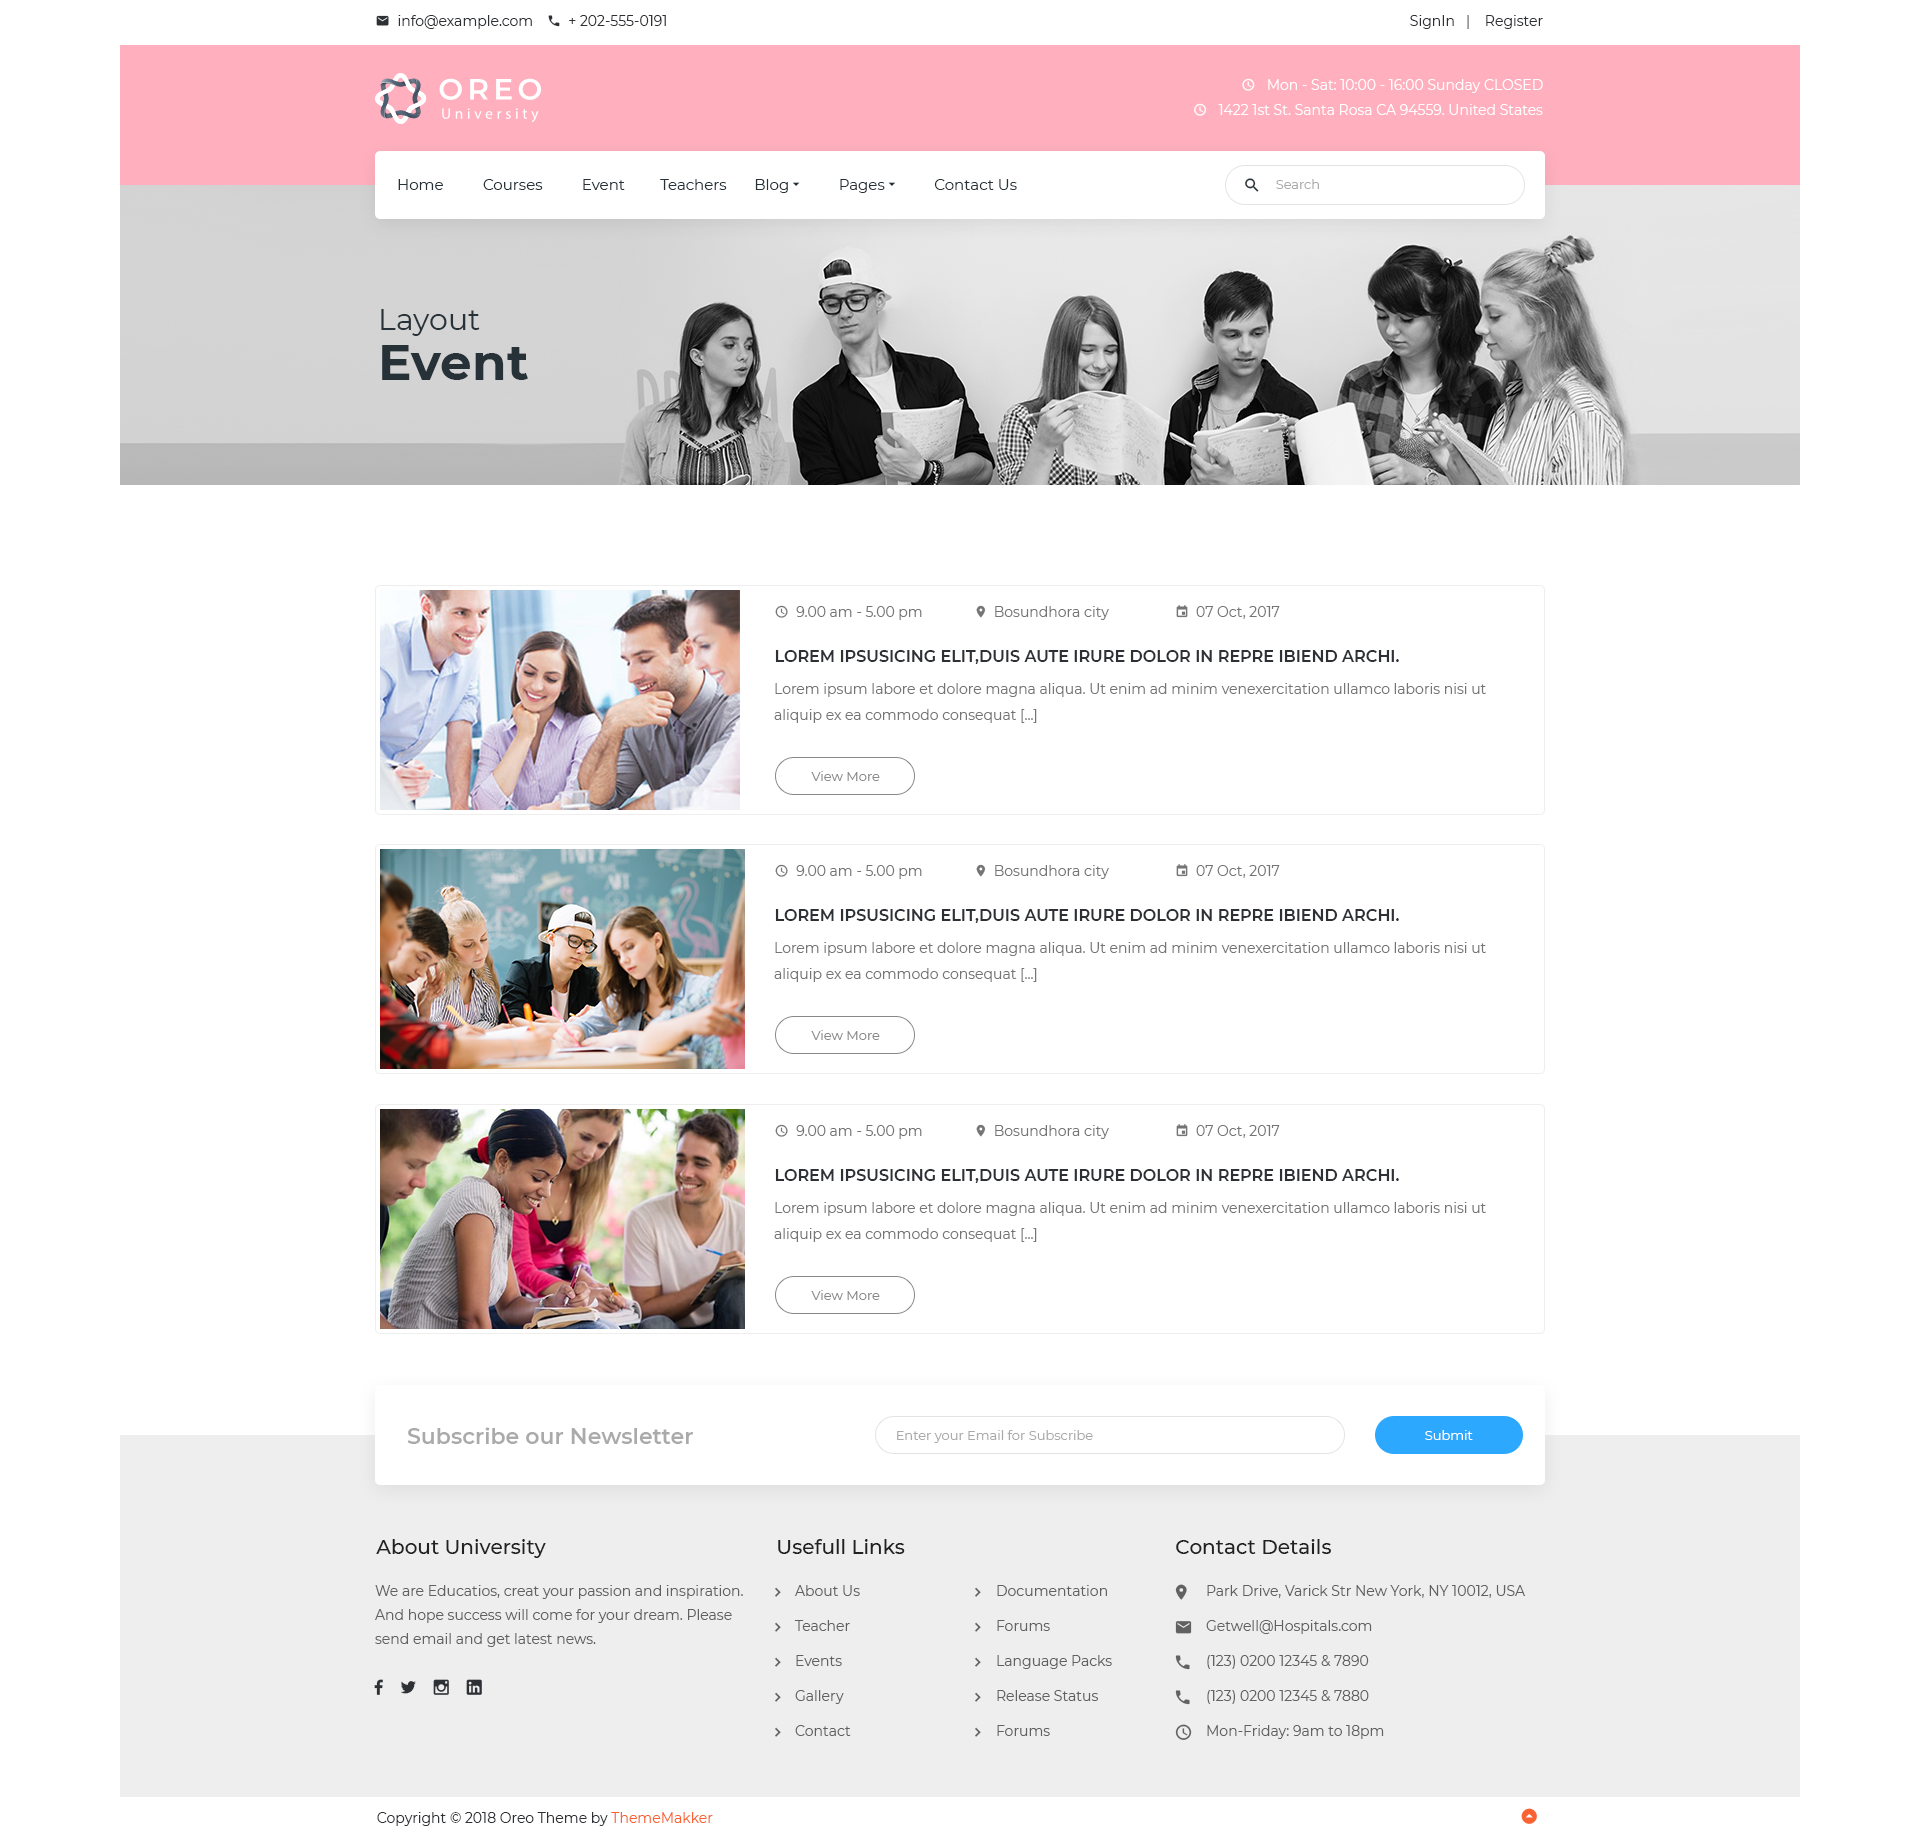 info@example.com + 202-555-0191 SignIn | Register
OREO
University
Mon - Sat: 10:00 - 16:00 Sunday CLOSED
1422 1st St. Santa Rosa CA 94559. United States
Home Courses Event Teachers Blog Pages Contact Us Search
Layout
Event
9.00 am - 5.00 pm Bosundhora city 07 Oct, 2017
LOREM IPSUSICING ELIT,DUIS AUTE IRURE DOLOR IN REPRE IBIEND ARCHI.
Lorem ipsum labore et dolore magna aliqua. Ut enim ad minim venexercitation ullamco laboris nisi ut
aliquip ex ea commodo consequat [...]
View More
9.00 am - 5.00 pm Bosundhora city 07 Oct, 2017
LOREM IPSUSICING ELIT,DUIS AUTE IRURE DOLOR IN REPRE IBIEND ARCHI.
Lorem ipsum labore et dolore magna aliqua. Ut enim ad minim venexercitation ullamco laboris nisi ut
aliquip ex ea commodo consequat [...]
View More
9.00 am - 5.00 pm Bosundhora city 07 Oct, 2017
LOREM IPSUSICING ELIT,DUIS AUTE IRURE DOLOR IN REPRE IBIEND ARCHI.
Lorem ipsum labore et dolore magna aliqua. Ut enim ad minim venexercitation ullamco laboris nisi ut
aliquip ex ea commodo consequat [...]
View More
Subscribe our Newsletter Enter your Email for Subscribe Submit
About University
We are Educatios, creat your passion and inspiration.
And hope success will come for your dream. Please
send email and get latest news.
Usefull Links
About Us
Teacher
Events
Gallery
Contact
Documentation
Forums
Language Packs
Release Status
Forums
Contact Details
Park Drive, Varick Str New York, NY 10012, USA
Getwell@Hospitals.com
(123) 0200 12345 & 7890
(123) 0200 12345 & 7880
Mon-Friday: 9am to 18pm
Copyright © 2018 Oreo Theme by ThemeMakker